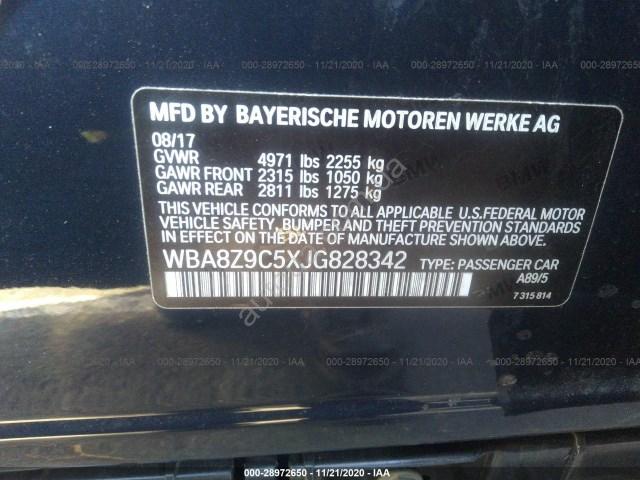 000-28972650 - 11/21/2020 - IAA
MFD BY BAYERISCHE MOTOREN WERKE AG
08/17
GVWR 4971 lbs 2255 kg
GAWR FRONT 2315 lbs 1050 kg
GAWR REAR 2811 lbs 1275 kg
THIS VEHICLE CONFORMS TO ALL APPLICABLE U.S.FEDERAL MOTOR
VEHICLE SAFETY, BUMPER, AND THEFT PREVENTION STANDARDS
IN EFFECT ON THE DATE OF MANUFACTURE SHOWN ABOVE.
WBA8Z9C5XJG828342 TYPE: PASSENGER CAR
A89/5
7 315 814
000-28972650 - 11/21/2020 - IAA
000-28972650 - 11/21/2020 - IAA